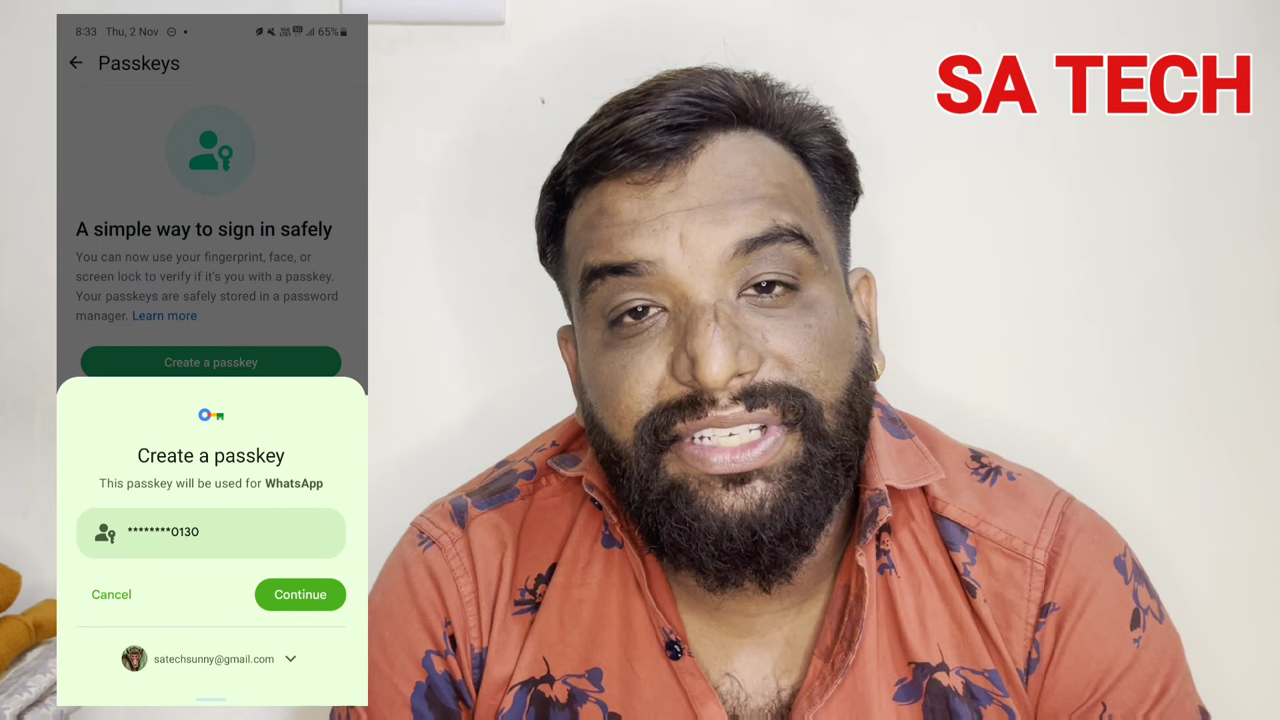 8:33 Thu, 2 Nov
65%
Passkeys
A simple way to sign in safely
You can now use your fingerprint, face, or
screen lock to verify if it's you with a passkey.
Your passkeys are safely stored in a password
manager. Learn more
Create a passkey
Create a passkey
This passkey will be used for WhatsApp
********0130
Cancel
Continue
satechsunny@gmail.com
SA TECH